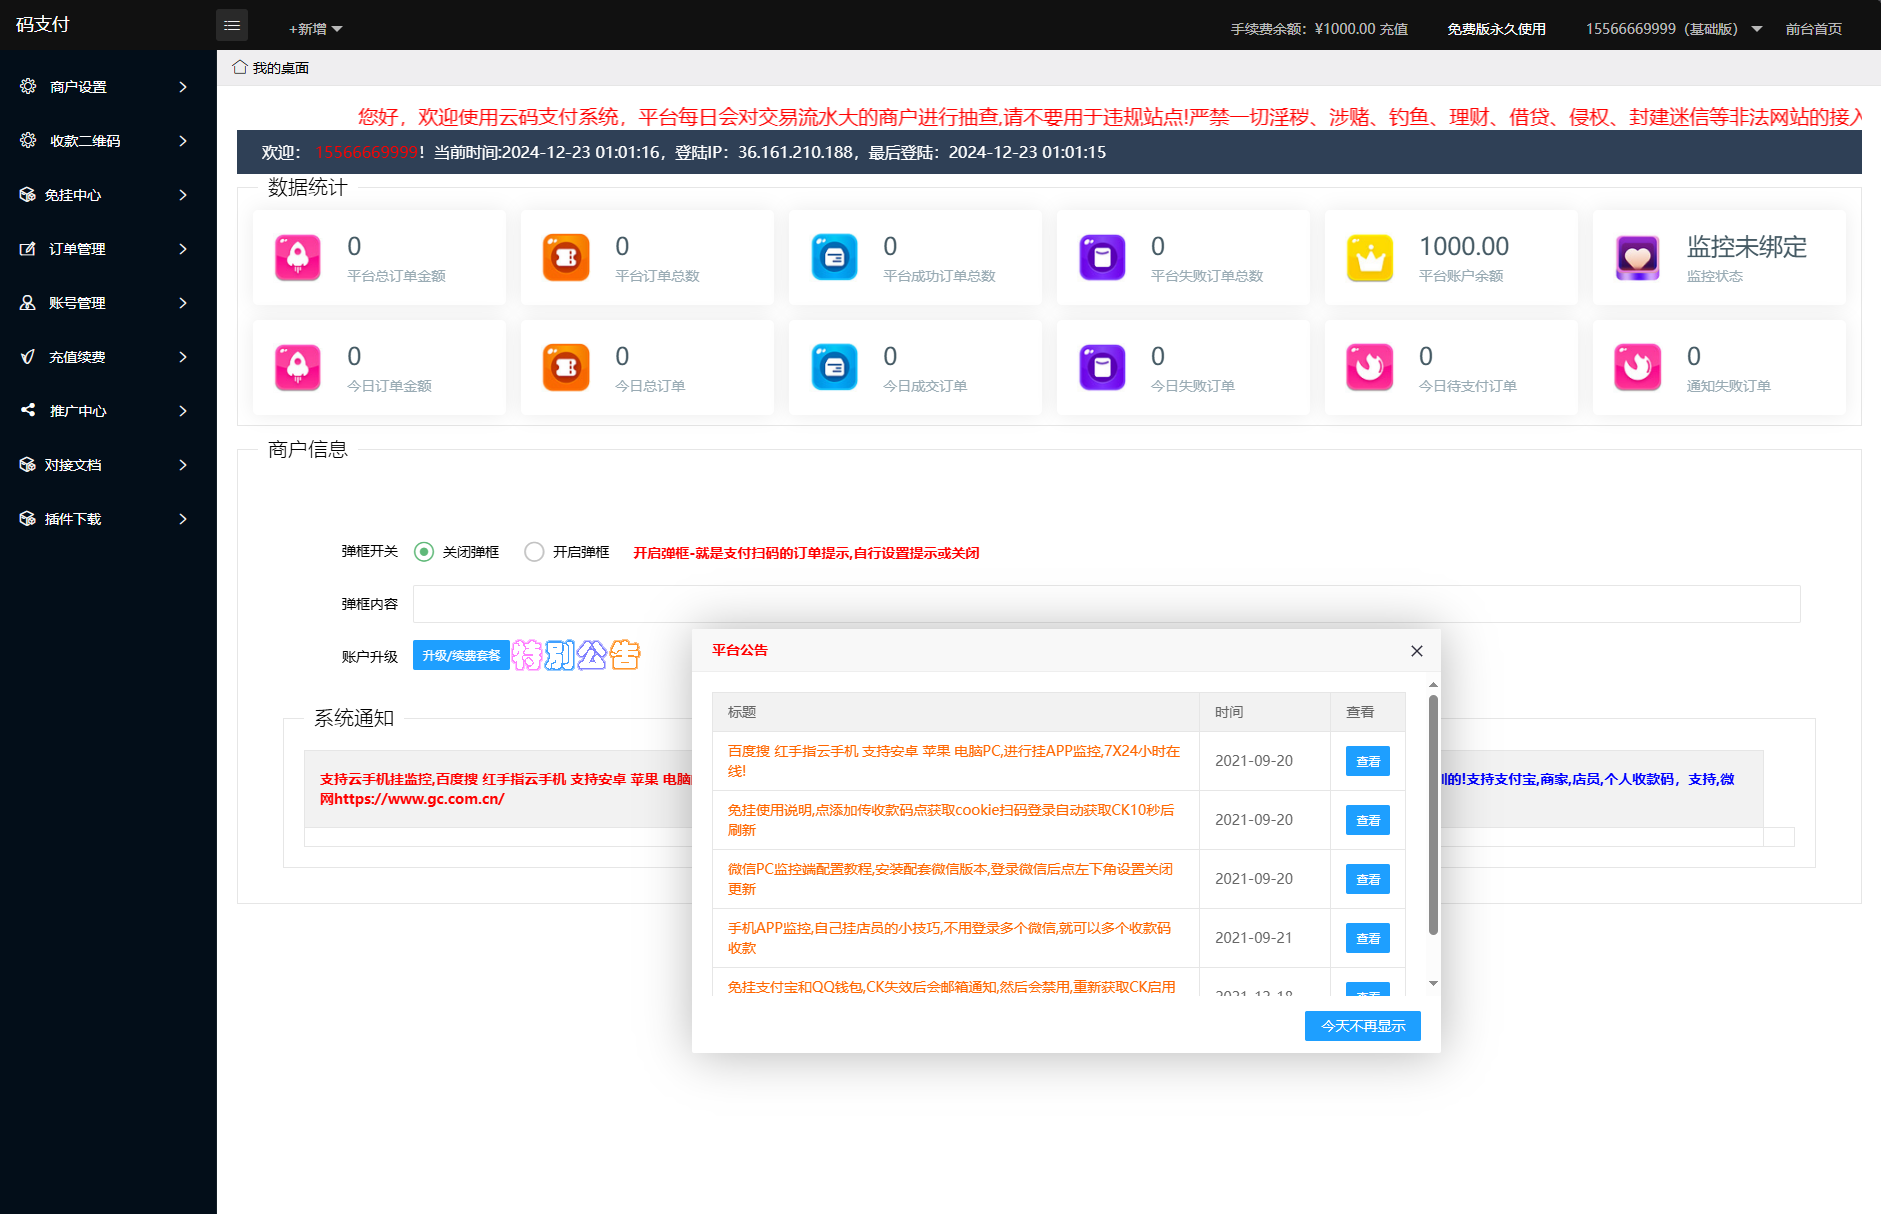 码支付
+新增
手续费余额：¥1000.00 充值
免费版永久使用
15566669999（基础版）
前台首页
商户设置
收款二维码
免挂中心
订单管理
账号管理
充值续费
推广中心
对接文档
插件下载
我的桌面
您好，欢迎使用云码支付系统，平台每日会对交易流水大的商户进行抽查,请不要用于违规站点!严禁一切淫秽、涉赌、钓鱼、理财、借贷、侵权、封建迷信等非法网站的接入
欢迎： 15566669999！当前时间:2024-12-23 01:01:16，登陆IP：36.161.210.188，最后登陆：2024-12-23 01:01:15
数据统计
0
平台总订单金额
0
平台订单总数
0
平台成功订单总数
0
平台失败订单总数
1000.00
平台账户余额
监控未绑定
监控状态
0
今日订单金额
0
今日总订单
0
今日成交订单
0
今日失败订单
0
今日待支付订单
0
通知失败订单
商户信息
弹框开关
关闭弹框
开启弹框
开启弹框-就是支付扫码的订单提示,自行设置提示或关闭
弹框内容
账户升级
升级/续费套餐
特别公告
系统通知
支持云手机挂监控,百度搜 红手指云手机 支持安卓 苹果 电脑
的!支持支付宝,商家,店员,个人收款码，支持,微
网https://www.gc.com.cn/
平台公告
标题 时间 查看
百度搜 红手指云手机 支持安卓 苹果 电脑PC,进行挂APP监控,7X24小时在
线!
2021-09-20
查看
免挂使用说明,点添加传收款码点获取cookie扫码登录自动获取CK10秒后
刷新
2021-09-20
查看
微信PC监控端配置教程,安装配套微信版本,登录微信后点左下角设置关闭
更新
2021-09-20
查看
手机APP监控,自己挂店员的小技巧,不用登录多个微信,就可以多个收款码
收款
2021-09-21
查看
免挂支付宝和QQ钱包,CK失效后会邮箱通知,然后会禁用,重新获取CK启用
2021-12-18
查看
今天不再显示